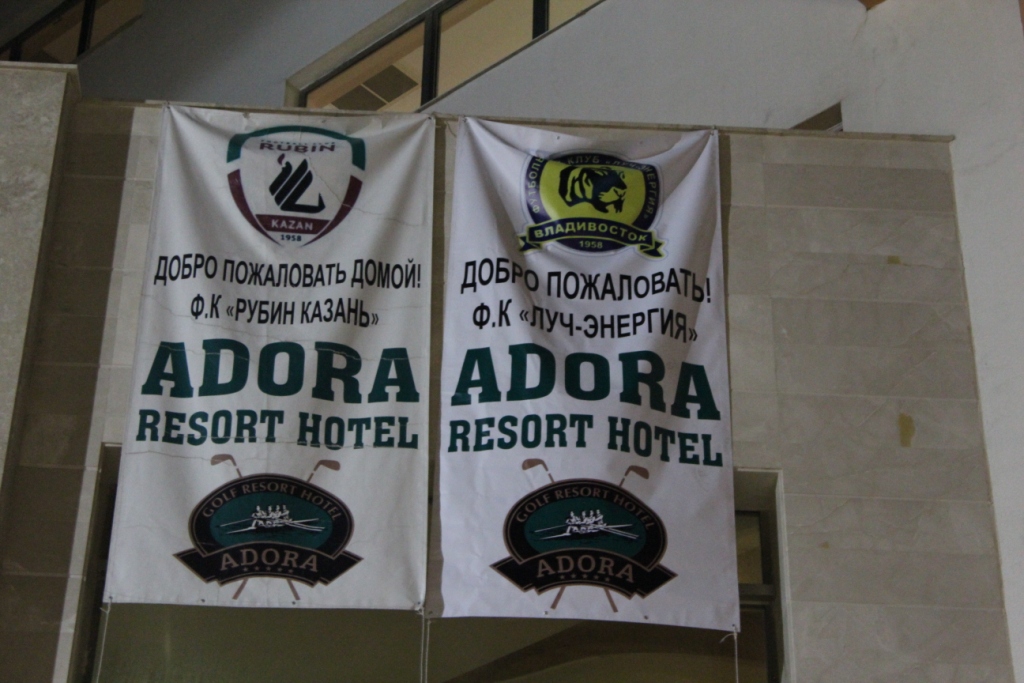 RUBIN
KAZAN
1958
ДОБРО ПОЖАЛОВАТЬ ДОМОЙ!
Ф.К «РУБИН КАЗАНЬ»
ADORA
RESORT HOTEL
GOLF RESORT HOTEL
ADORA
КЛУБ
ВЛАДИВОСТОК
1958
ДОБРО ПОЖАЛОВАТЬ!
Ф.К «ЛУЧ-ЭНЕРГИЯ»
ADORA
RESORT HOTEL
GOLF RESORT HOTEL
ADORA